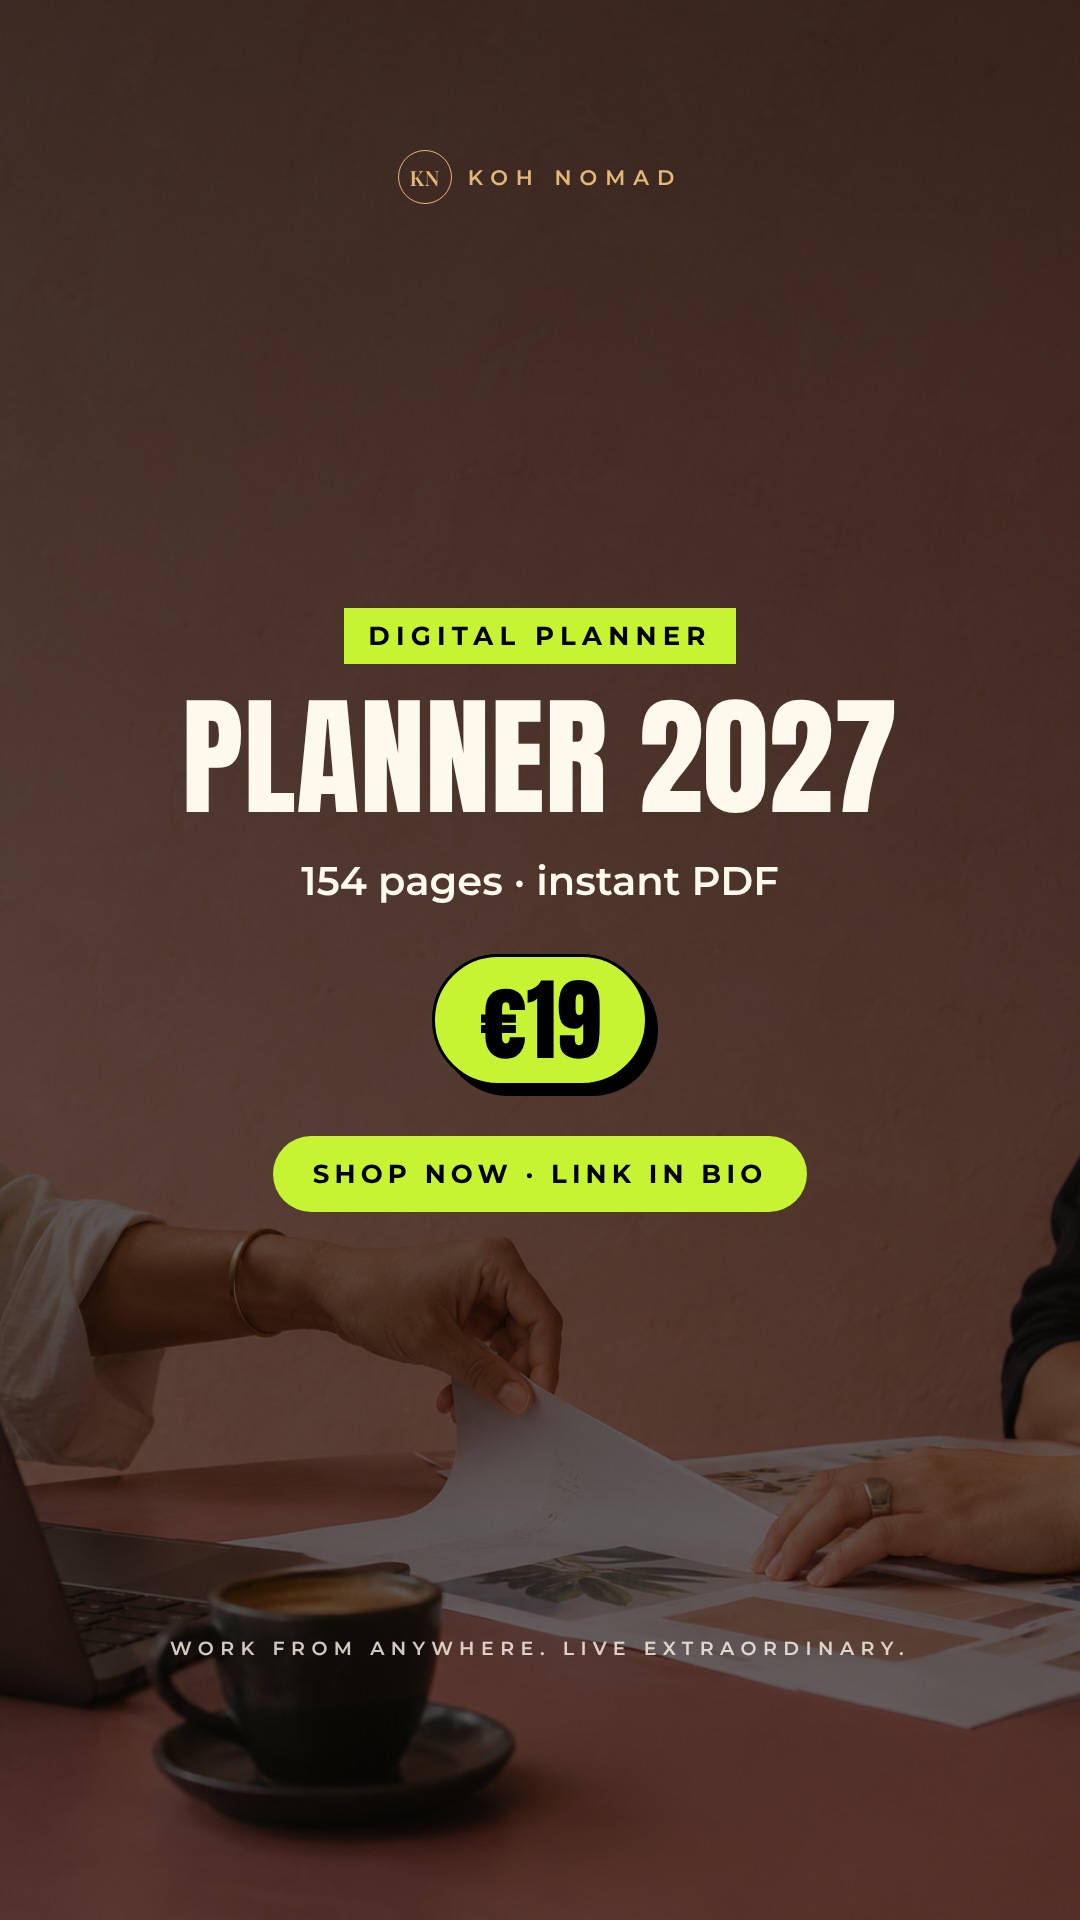 KN KOH NOMAD
DIGITAL PLANNER
PLANNER 2027
154 pages · instant PDF
€19
SHOP NOW · LINK IN BIO
WORK FROM ANYWHERE. LIVE EXTRAORDINARY.